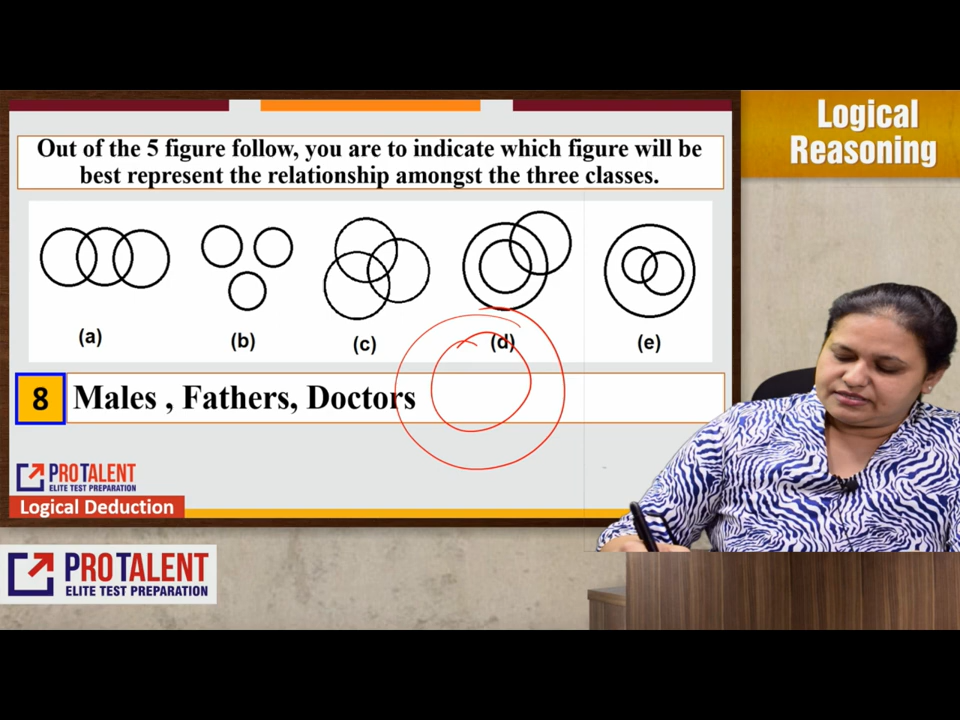 Logical
Reasoning
Out of the 5 figure follow, you are to indicate which figure will be
best represent the relationship amongst the three classes.
(a)
(b)
(c)
(d)
(e)
8
Males , Fathers, Doctors
PROTALENT
ELITE TEST PREPARATION
Logical Deduction
PROTALENT
ELITE TEST PREPARATION